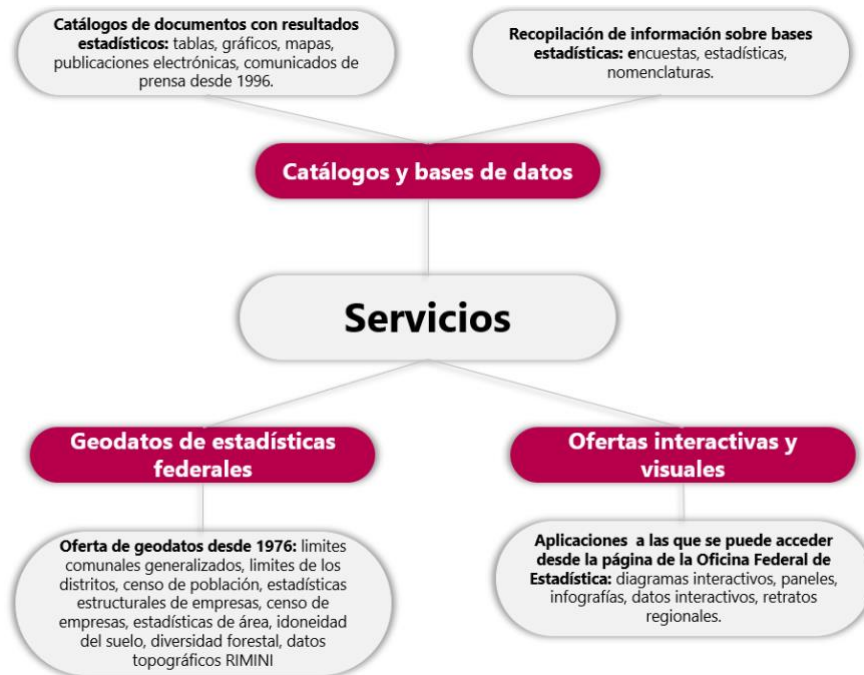 Catálogos de documentos con resultados
estadísticos: tablas, gráficos, mapas,
publicaciones electrónicas, comunicados de
prensa desde 1996.
Recopilación de información sobre bases
estadísticas: encuestas, estadísticas,
nomenclaturas.
Catálogos y bases de datos
Servicios
Geodatos de estadísticas
federales
Ofertas interactivas y
visuales
Oferta de geodatos desde 1976: limites
comunales generalizados, limites de los
distritos, censo de población, estadísticas
estructurales de empresas, censo de
empresas, estadísticas de área, idoneidad
del suelo, diversidad forestal, datos
topográficos RIMINI
Aplicaciones a las que se puede acceder
desde la página de la Oficina Federal de
Estadística: diagramas interactivos, paneles,
infografías, datos interactivos, retratos
regionales.